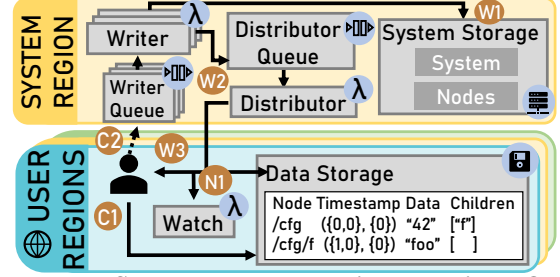 SYSTEM
REGION
Writer
λ
Writer
Queue
Distributor
Queue
Distributor
λ
W1
System Storage
System
Nodes
W2
C2
W3
N1
C1
USER
REGIONS
Watch
λ
Data Storage
Node Timestamp Data Children
/cfg ({0,0}, {0}) “42” ["f"]
/cfg/f ({1,0}, {0}) “foo” [ ]